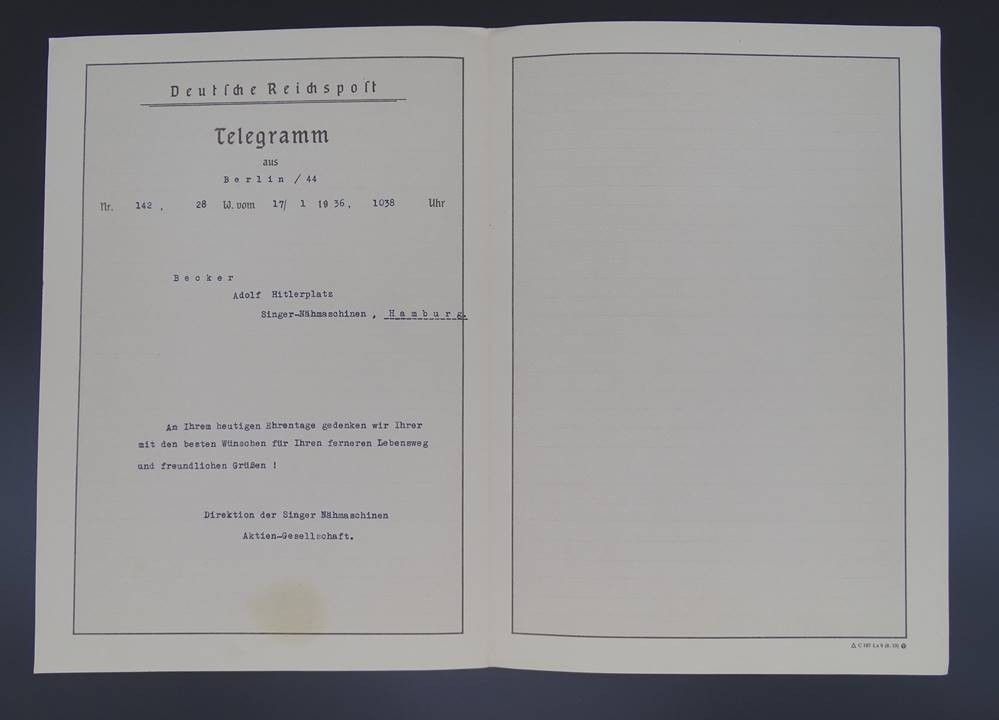 Deutsche Reichspost
Telegramm
aus
Berlin / 44
Nr. 142, 28 W. vom 17/ 1 1936, 1038 Uhr
Becker
Adolf Hitlerplatz
Singer-Nähmaschinen, Hamburg.
An Ihrem heutigen Ehrentage gedenken wir Ihrer
mit den besten Wünschen für Ihren ferneren Lebensweg
und freundlichen Grüßen !
Direktion der Singer Nähmaschinen
Aktien-Gesellschaft.
C 187